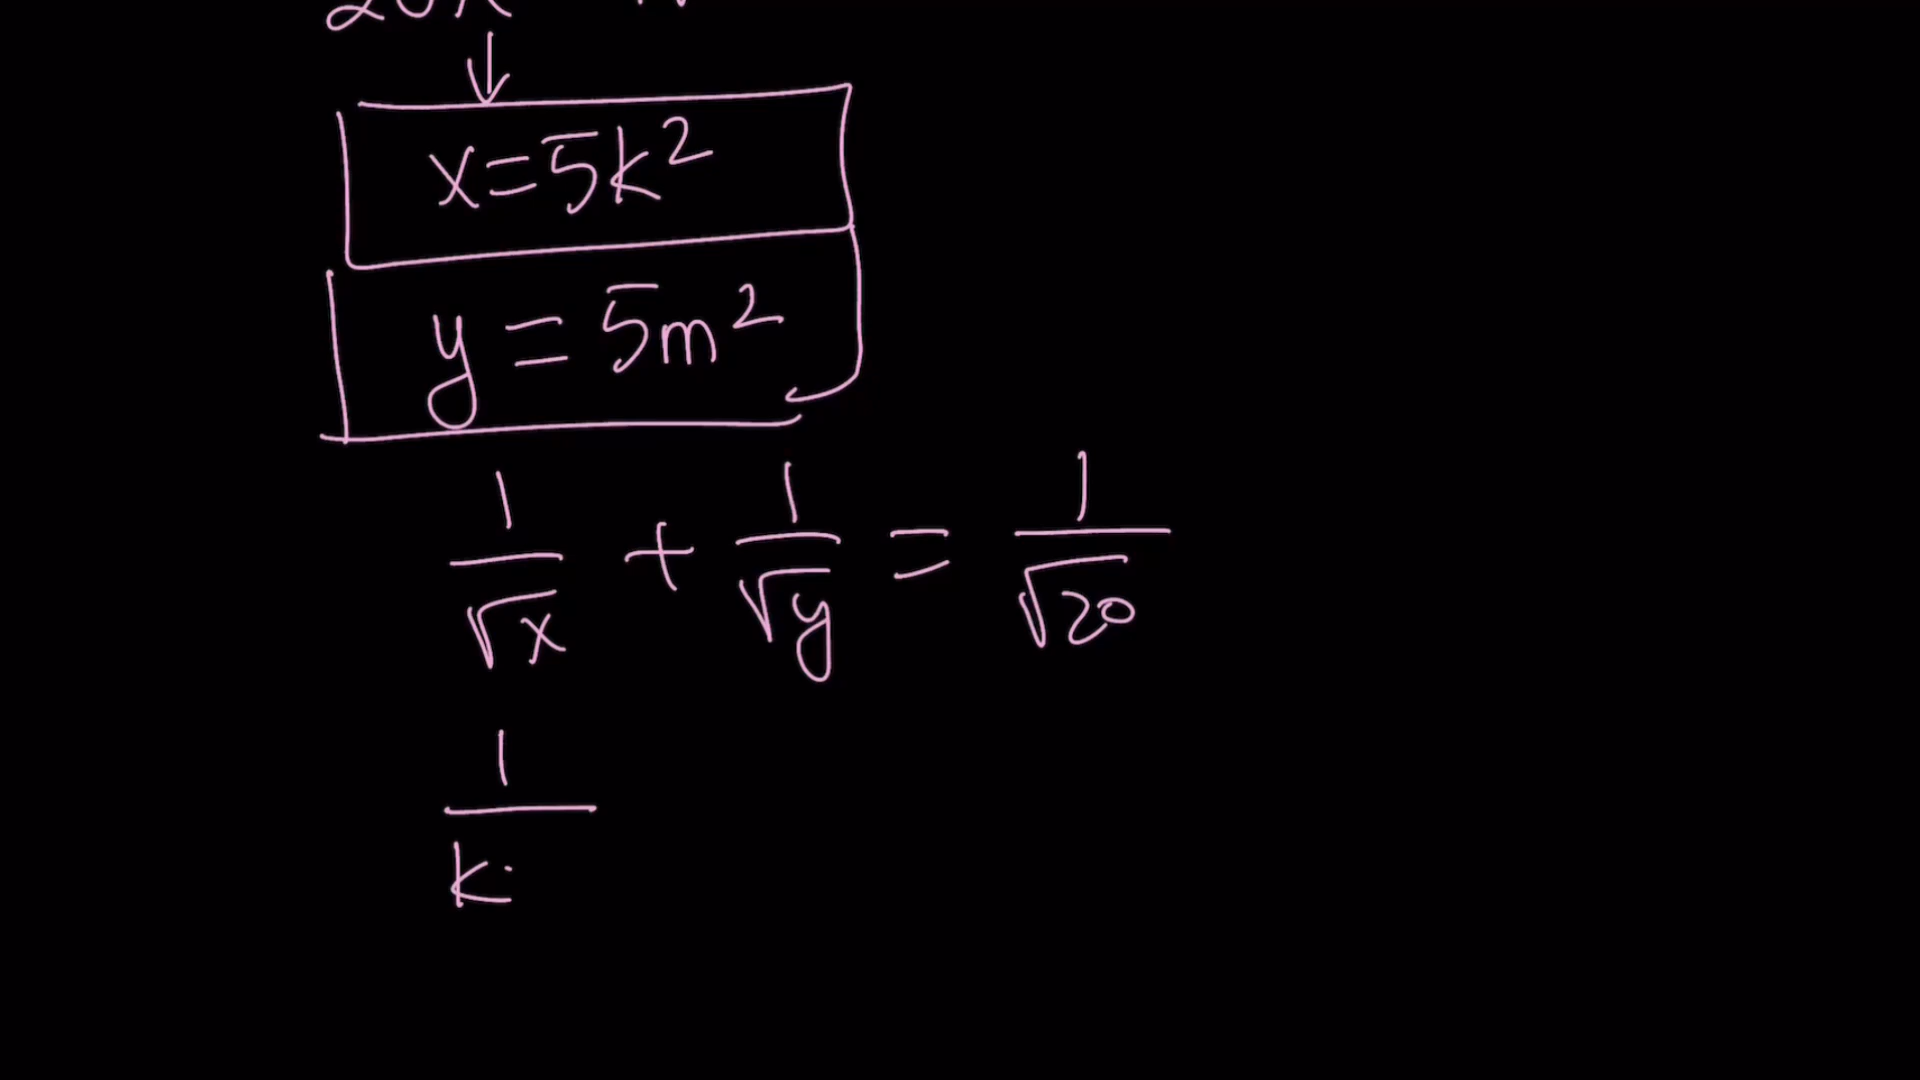 x=5k²
y = 5m²
1/√x + 1/√y = 1/√20
1/k